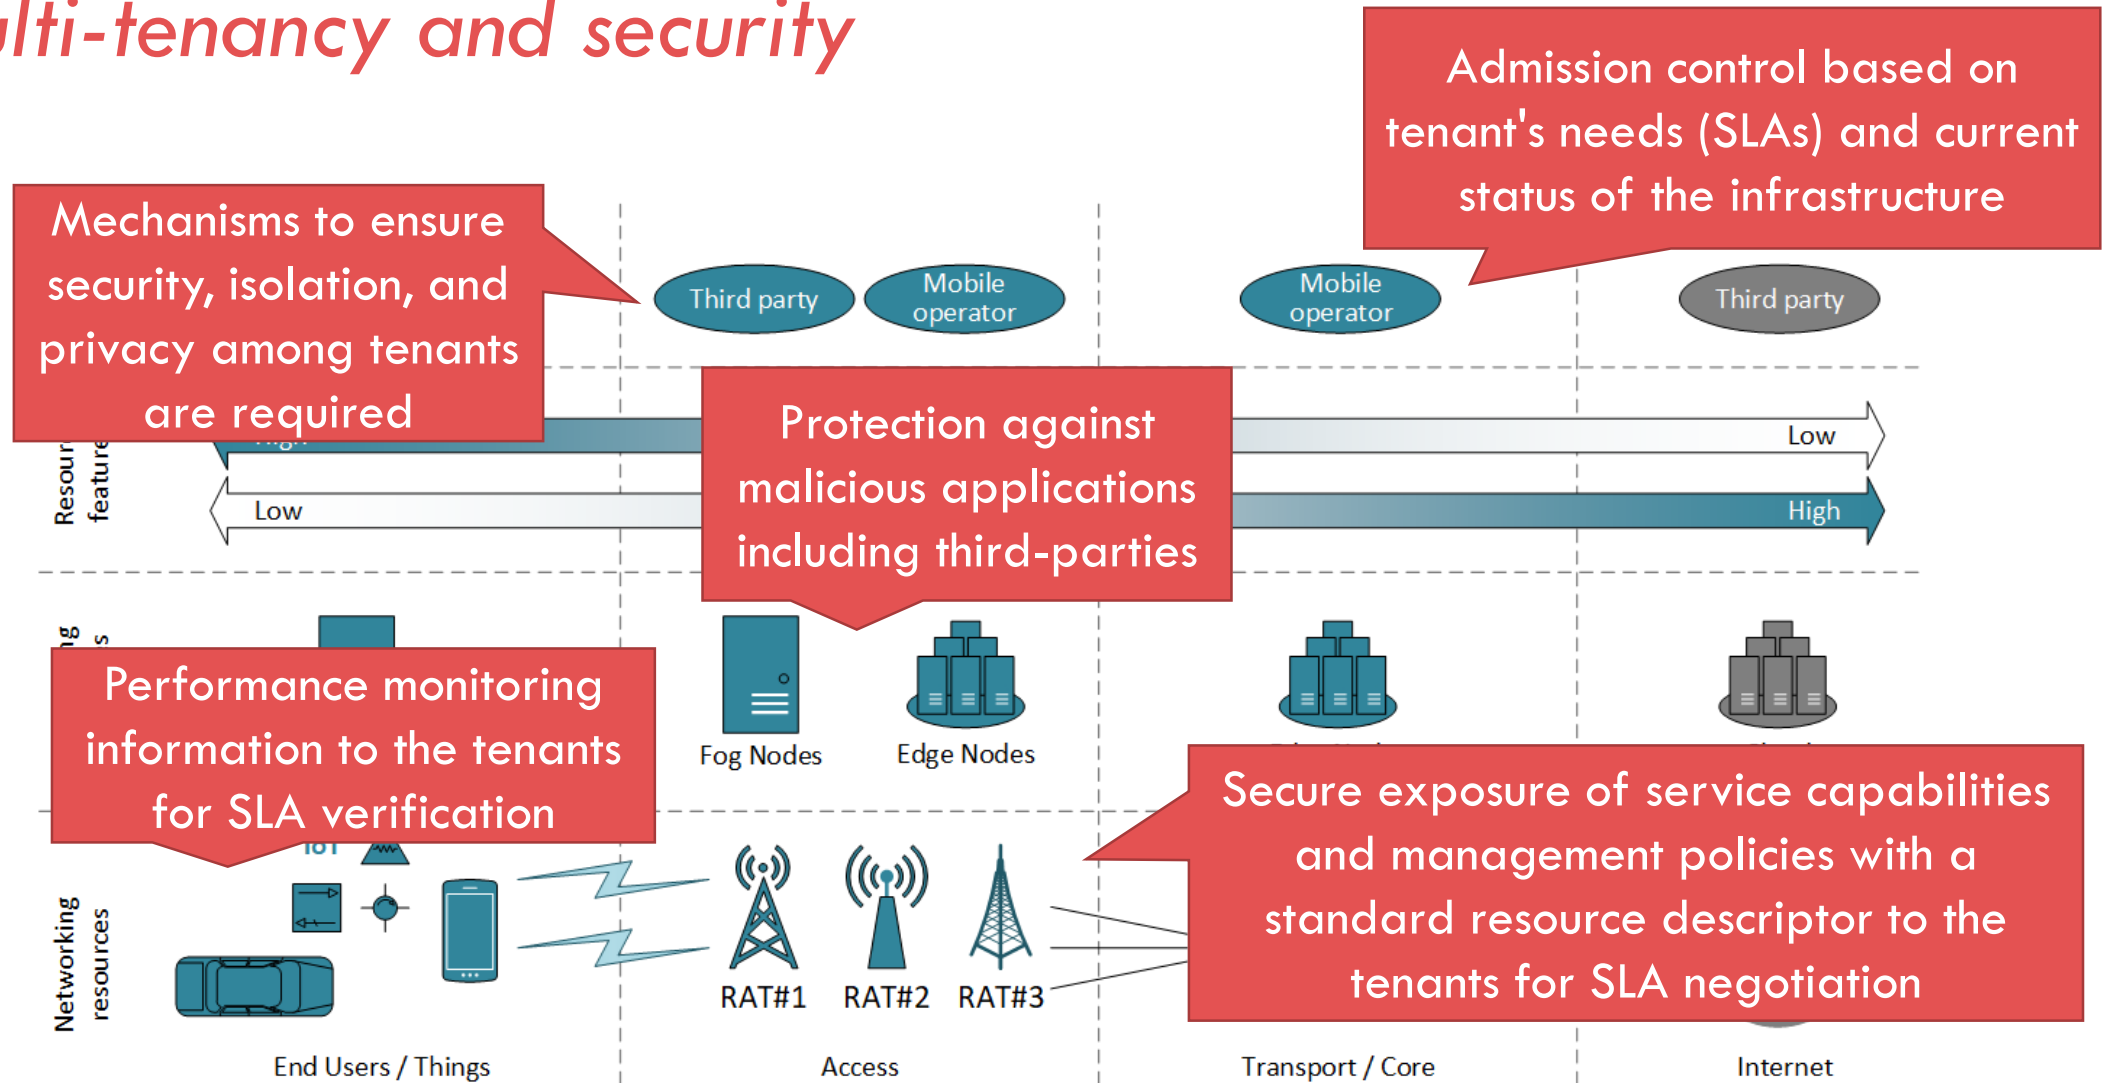 ulti-tenancy and security
Admission control based on
tenant's needs (SLAs) and current
status of the infrastructure
Mechanisms to ensure
security, isolation, and
privacy among tenants
are required
Third party
Mobile
operator
Mobile
operator
Third party
Protection against
malicious applications
including third-parties
Low
Low
High
Performance monitoring
information to the tenants
for SLA verification
Fog Nodes
Edge Nodes
Secure exposure of service capabilities
and management policies with a
standard resource descriptor to the
tenants for SLA negotiation
IoT
Networking
resources
RAT#1
RAT#2
RAT#3
End Users / Things
Access
Transport / Core
Internet